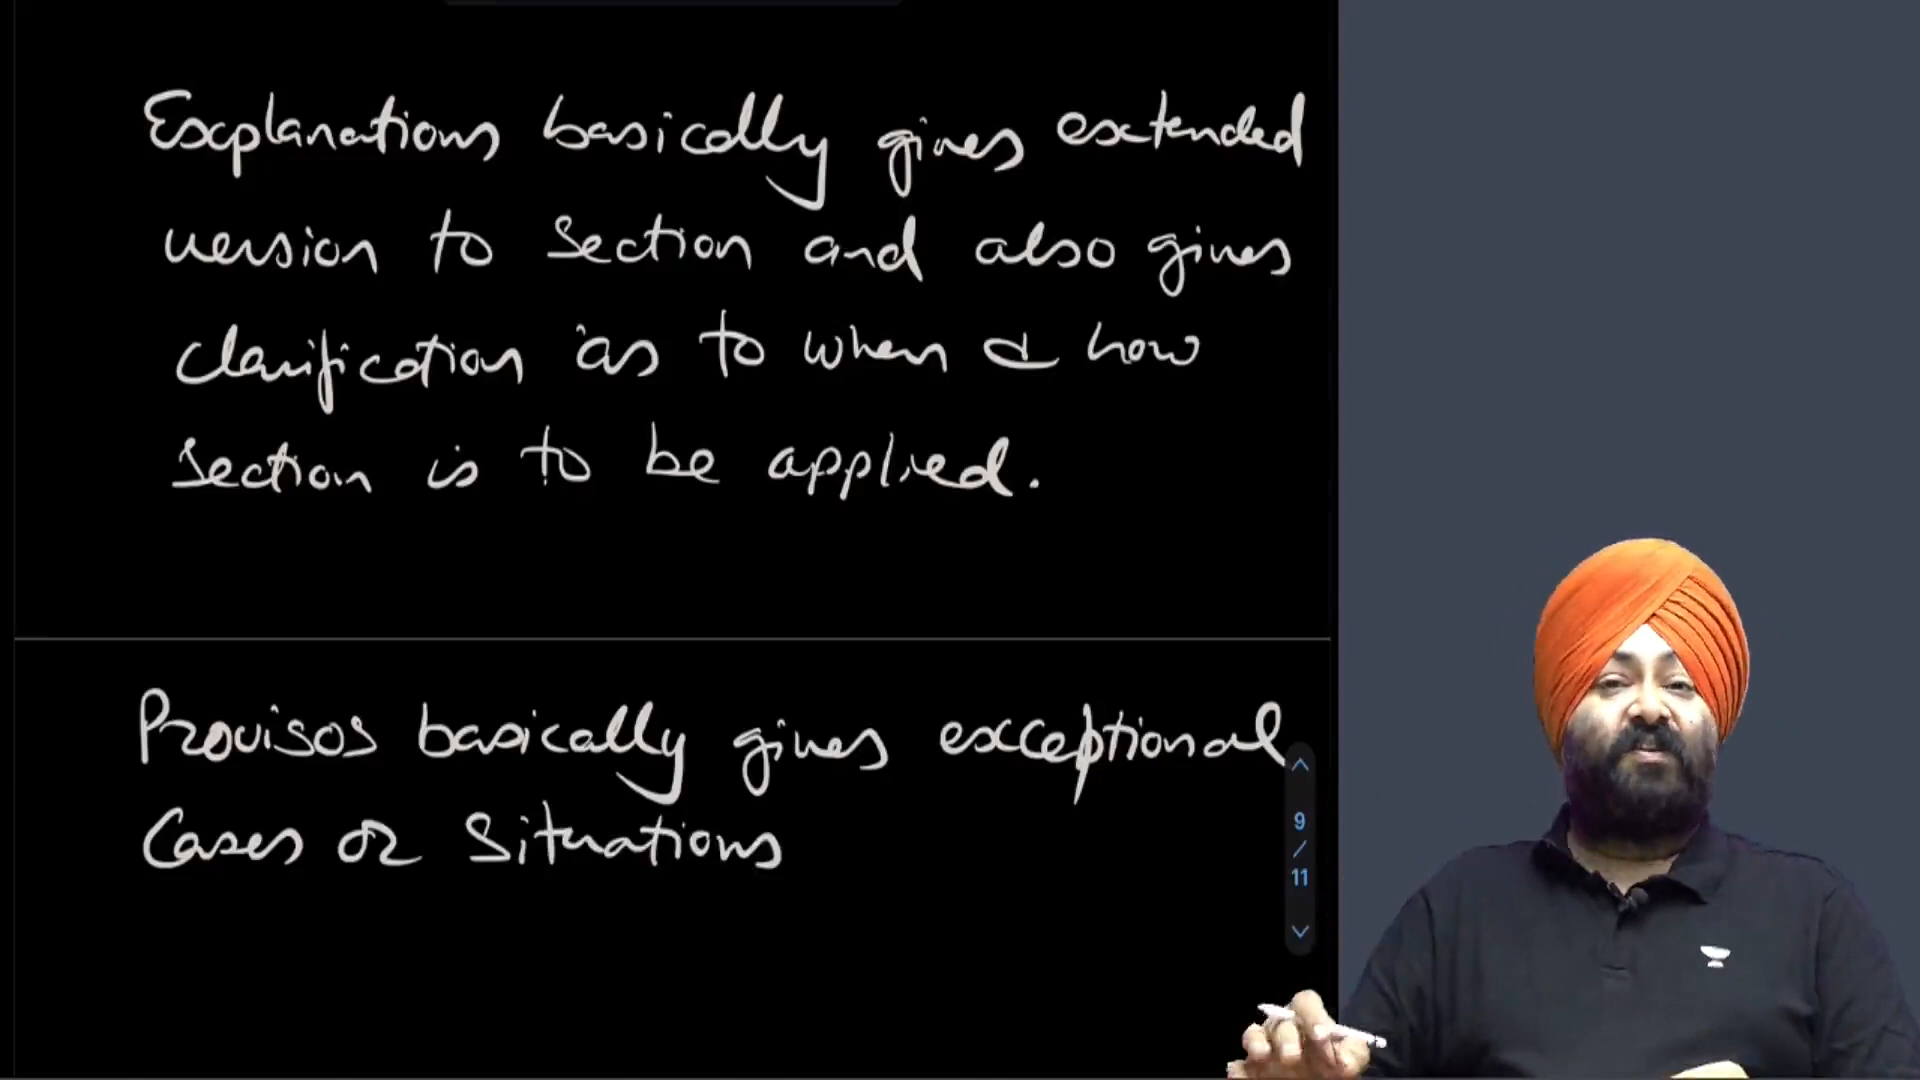 Explanations basically gives extended
version to section and also gives
clarification as to when & how
section is to be applied.
Provisos basically gives exceptional
Cases or Situations
9
/
11